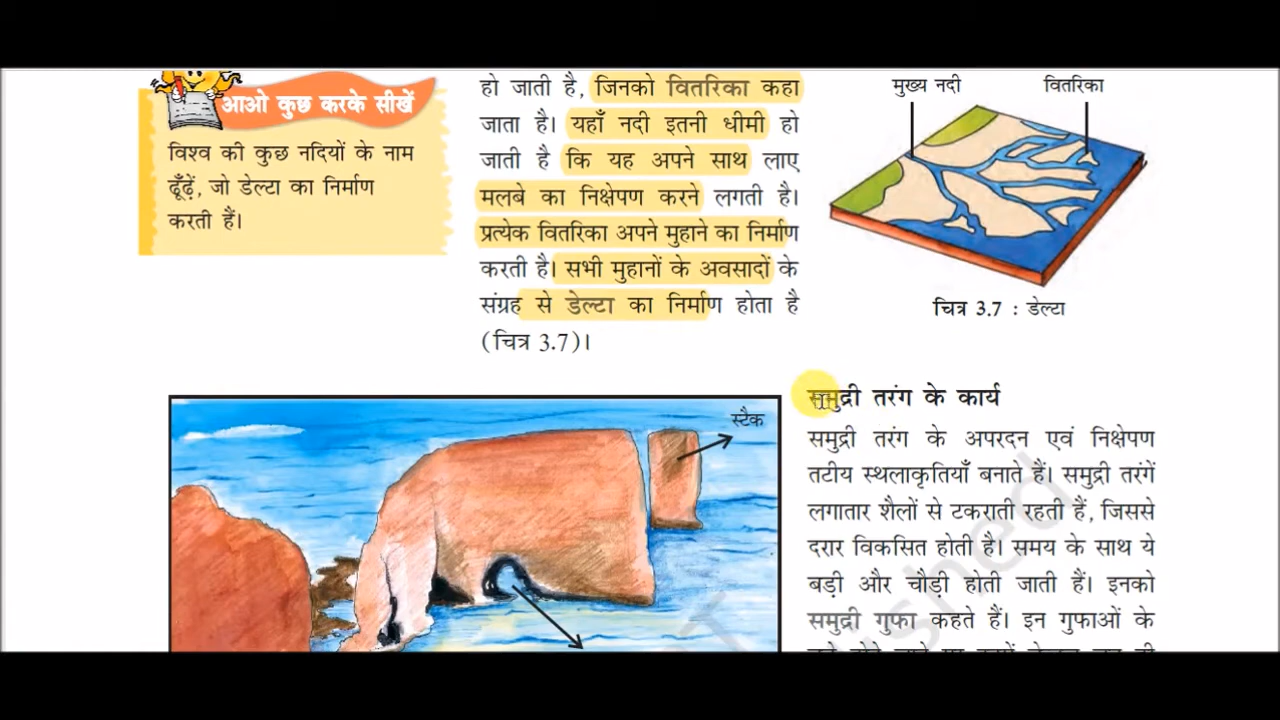 आओ कुछ करके सीखें
विश्व की कुछ नदियों के नाम
ढूँढ़ें, जो डेल्टा का निर्माण
करती हैं।
हो जाती है, जिनको वितरिका कहा
जाता है। यहाँ नदी इतनी धीमी हो
जाती है कि यह अपने साथ लाए
मलबे का निक्षेपण करने लगती है।
प्रत्येक वितरिका अपने मुहाने का निर्माण
करती है। सभी मुहानों के अवसादों के
संग्रह से डेल्टा का निर्माण होता है
(चित्र 3.7)।
मुख्य नदी
वितरिका
चित्र 3.7 : डेल्टा
स्टैक
समुद्री तरंग के कार्य
समुद्री तरंग के अपरदन एवं निक्षेपण
तटीय स्थलाकृतियाँ बनाते हैं। समुद्री तरंगें
लगातार शैलों से टकराती रहती हैं, जिससे
दरार विकसित होती है। समय के साथ ये
बड़ी और चौड़ी होती जाती हैं। इनको
समुद्री गुफा कहते हैं। इन गुफाओं के